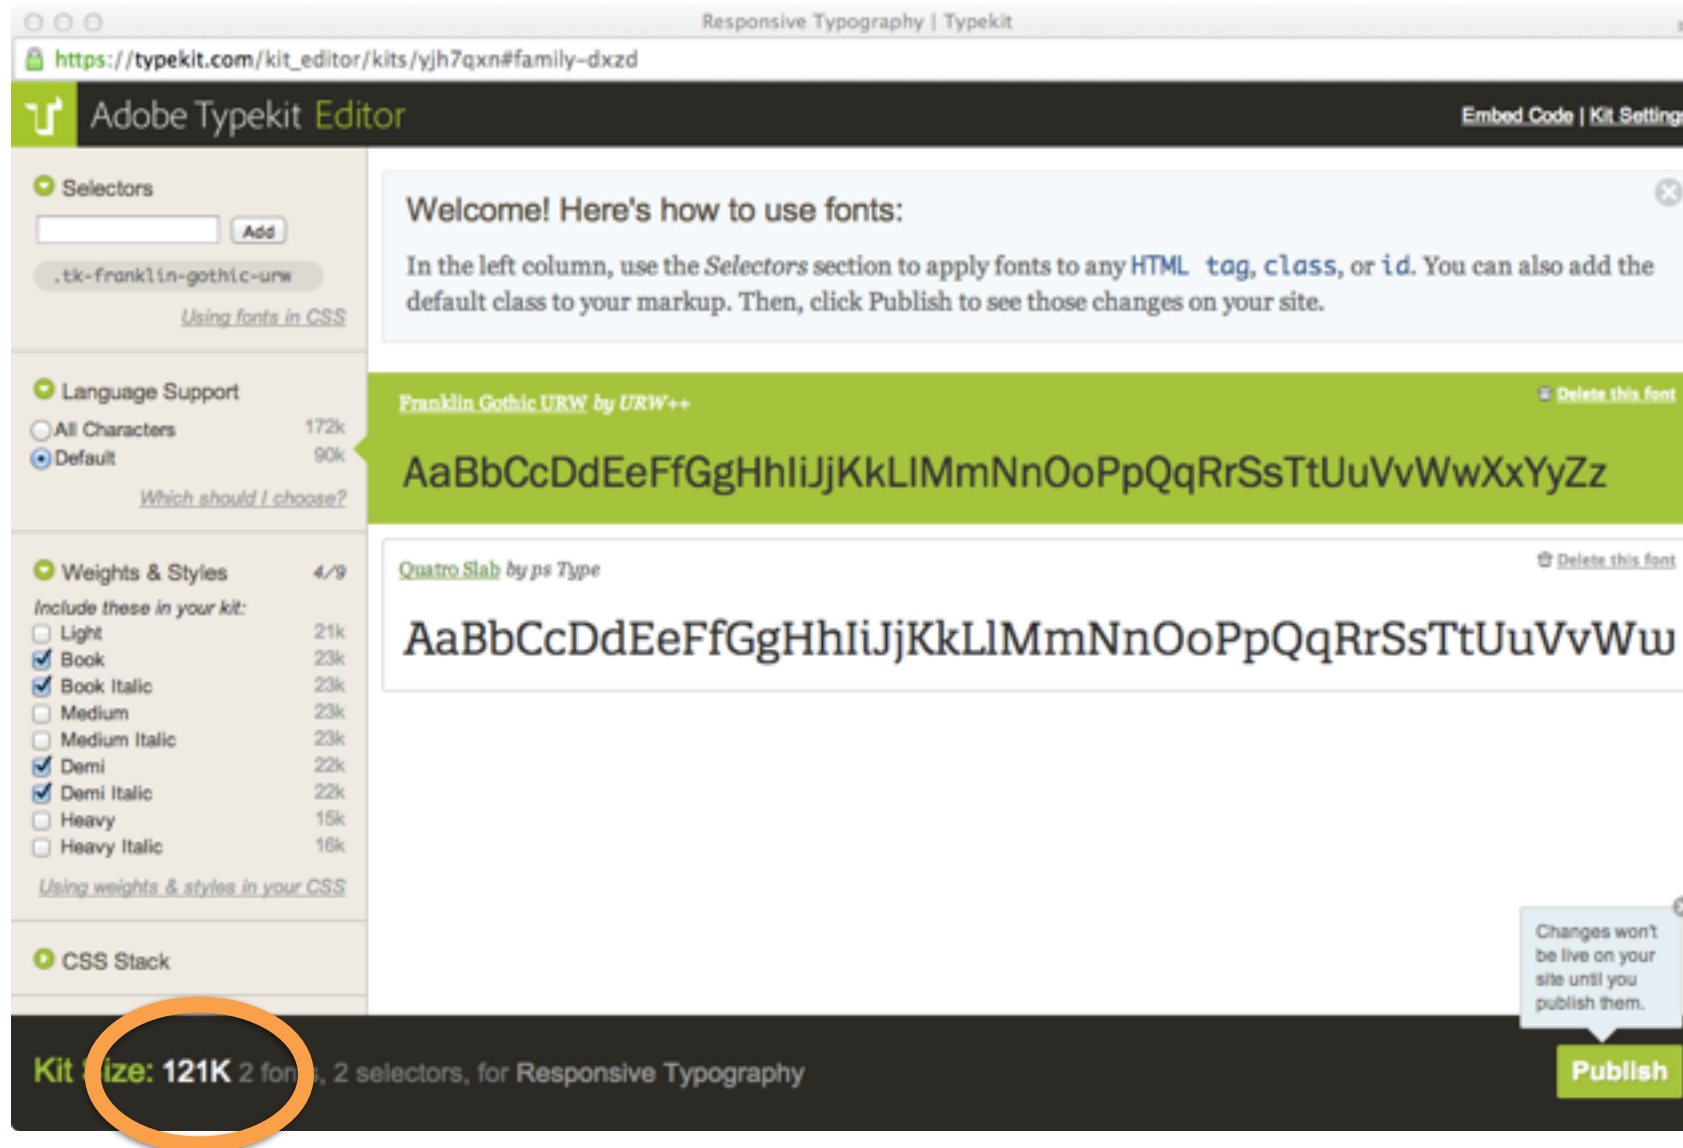 Responsive Typography | Typekit
https://typekit.com/kit_editor/kits/yjh7qxn#family-dxzd
Adobe Typekit Editor
Embed Code | Kit Settings
Selectors
Add
.tk-franklin-gothic-urw
Using fonts in CSS
Language Support
All Characters 172k
Default 90k
Which should I choose?
Weights & Styles 4/9
Include these in your kit:
Light 21k
Book 23k
Book Italic 23k
Medium 23k
Medium Italic 23k
Demi 22k
Demi Italic 22k
Heavy 15k
Heavy Italic 16k
Using weights & styles in your CSS
CSS Stack
Welcome! Here's how to use fonts:
In the left column, use the Selectors section to apply fonts to any HTML tag, class, or id. You can also add the
default class to your markup. Then, click Publish to see those changes on your site.
Franklin Gothic URW by URW++
Delete this font
AaBbCcDdEeFfGgHhIiJjKkLlMmNnOoPpQqRrSsTtUuVvWwXxYyZz
Quatro Slab by ps Type
Delete this font
AaBbCcDdEeFfGgHhIiJjKkLlMmNnOoPpQqRrSsTtUuVvWw
Changes won't
be live on your
site until you
publish them.
Kit Size: 121K 2 fonts, 2 selectors, for Responsive Typography
Publish